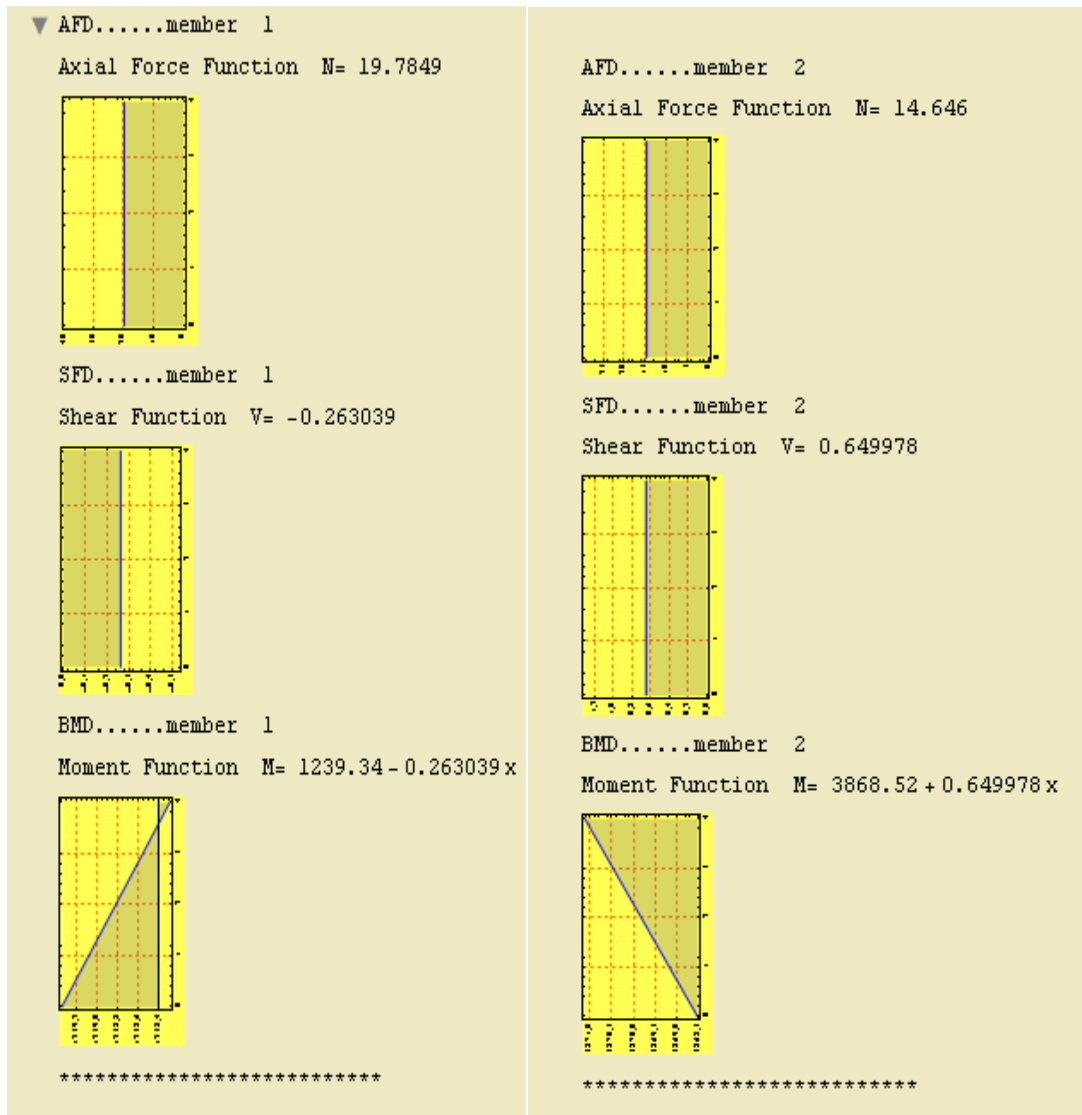 AFD......member 1
Axial Force Function N= 19.7849
SFD......member 1
Shear Function V= -0.263039
BMD......member 1
Moment Function M= 1239.34 - 0.263039 x
***************************
AFD......member 2
Axial Force Function N= 14.646
SFD......member 2
Shear Function V= 0.649978
BMD......member 2
Moment Function M= 3868.52 + 0.649978 x
****************************